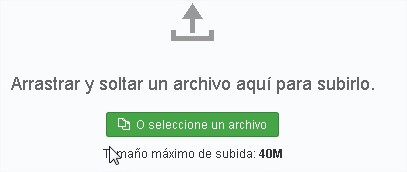 Arrastrar y soltar un archivo aquí para subirlo.
O seleccione un archivo
Tamaño máximo de subida: 40M